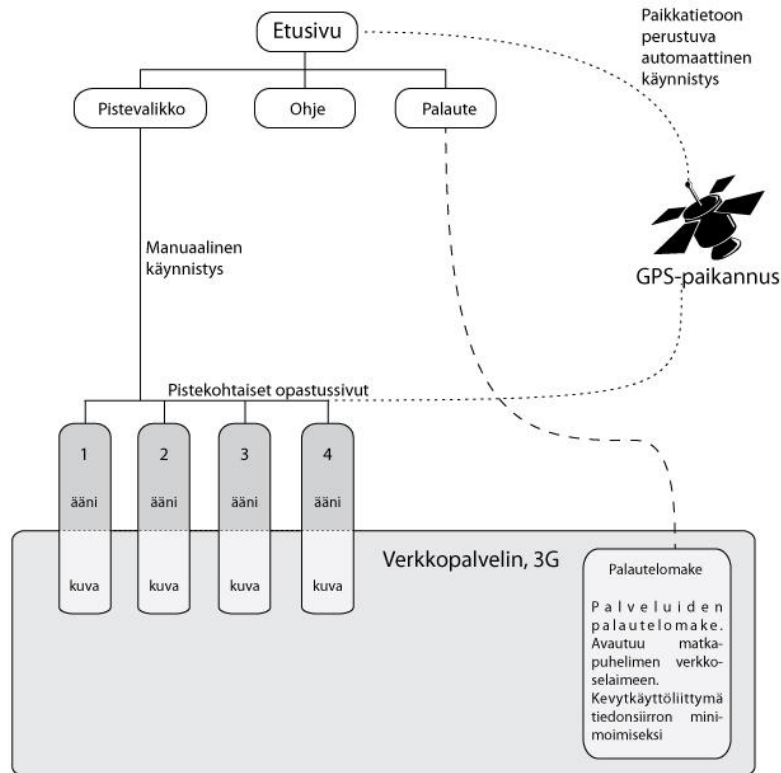 Etusivu
Paikkatietoon
perustuva
automaattinen
käynnistys
Pistevalikko
Ohje
Palaute
Manuaalinen
käynnistys
GPS-paikannus
Pistekohtaiset opastussivut
1
2
3
4
ääni
ääni
ääni
ääni
kuva
kuva
kuva
kuva
Verkkopalvelin, 3G
Palautelomake
Palveluiden
palautelomake.
Avautuu matka-
puhelimen verkko-
selaimeen.
Kevytkäyttöliittymä
tiedonsiirron mini-
moimiseksi